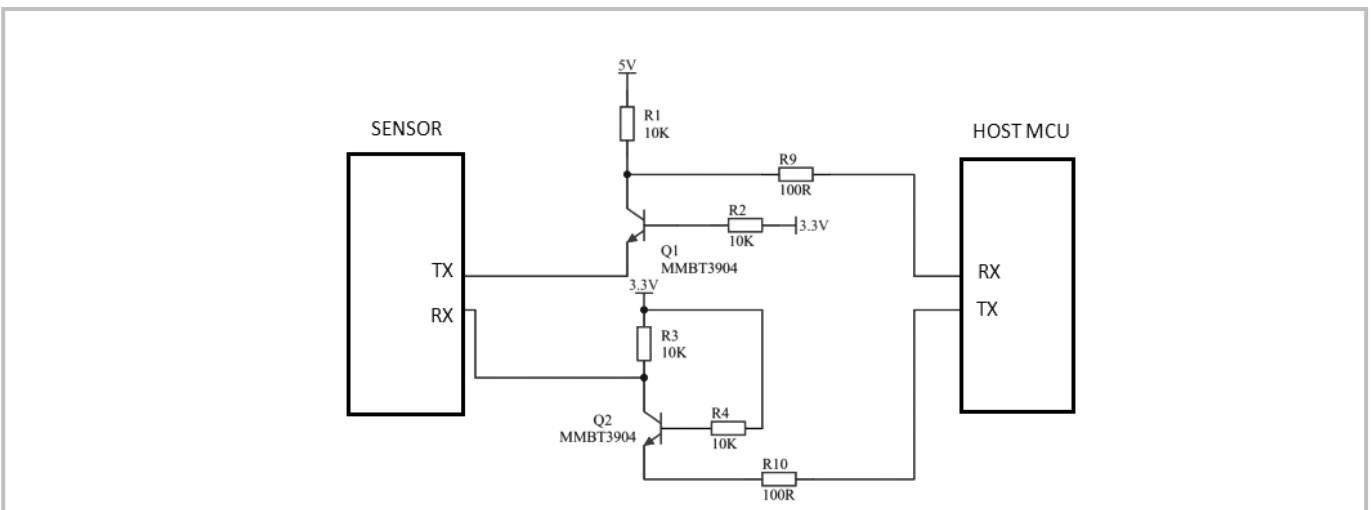 5V
R1
10K
SENSOR
HOST MCU
R9
100R
R2
10K
3.3V
Q1
MMBT3904
TX
RX
RX
TX
3.3V
R3
10K
Q2
MMBT3904
R4
10K
R10
100R